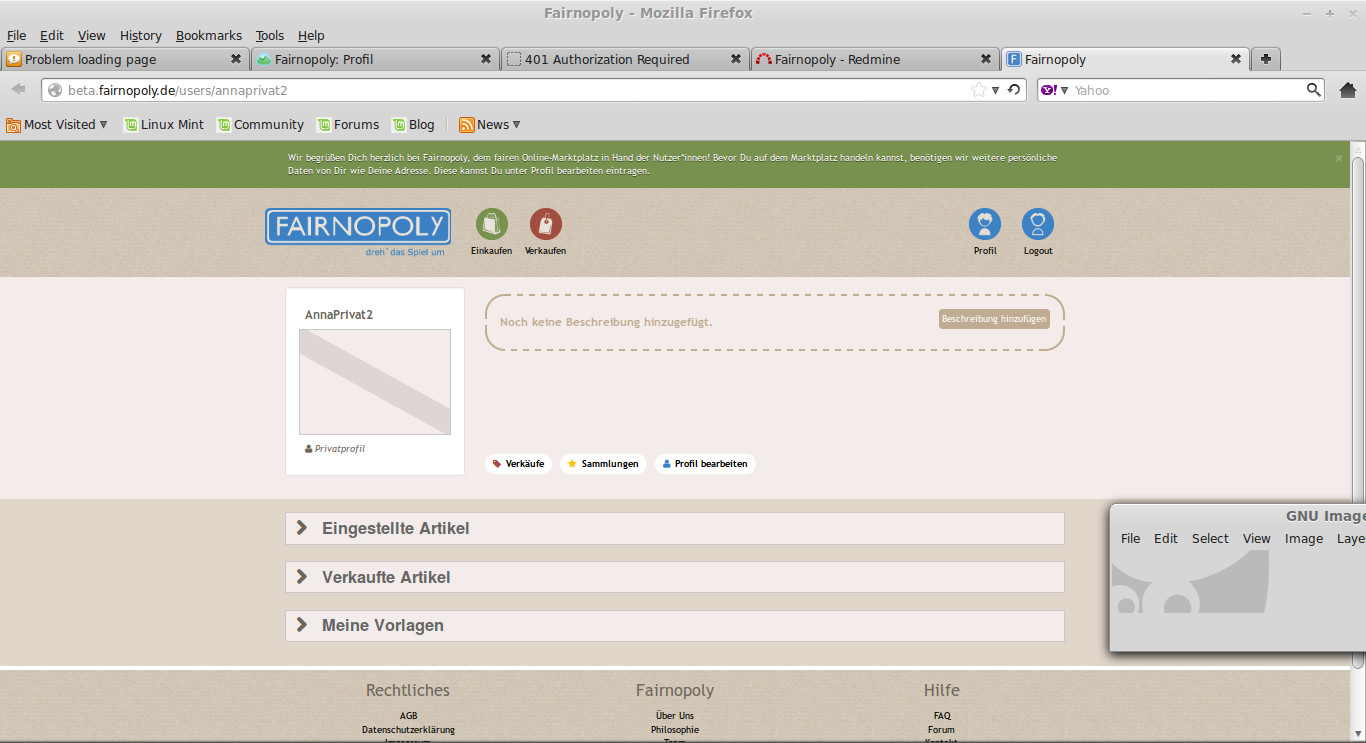 Fairnopoly - Mozilla Firefox
File Edit View History Bookmarks Tools Help
Problem loading page
Fairnopoly: Profil
401 Authorization Required
Fairnopoly - Redmine
Fairnopoly
beta.fairnopoly.de/users/annaprivat2
Yahoo
Most Visited Linux Mint Community Forums Blog News
Wir begrüßen Dich herzlich bei Fairnopoly, dem fairen Online-Marktplatz in Hand der Nutzer*innen! Bevor Du auf dem Marktplatz handeln kannst, benötigen wir weitere persönliche
Daten von Dir wie Deine Adresse. Diese kannst Du unter Profil bearbeiten eintragen.
FAIRNOPOLY
dreh´das Spiel um
Einkaufen Verkaufen
Profil Logout
AnnaPrivat2
Privatprofil
Noch keine Beschreibung hinzugefügt.
Beschreibung hinzufügen
Verkäufe Sammlungen Profil bearbeiten
Eingestellte Artikel
Verkaufte Artikel
Meine Vorlagen
GNU Image
File Edit Select View Image Laye
Rechtliches
AGB
Datenschutzerklärung
Impressum
Fairnopoly
Über Uns
Philosophie
Team
Hilfe
FAQ
Forum
Kontakt